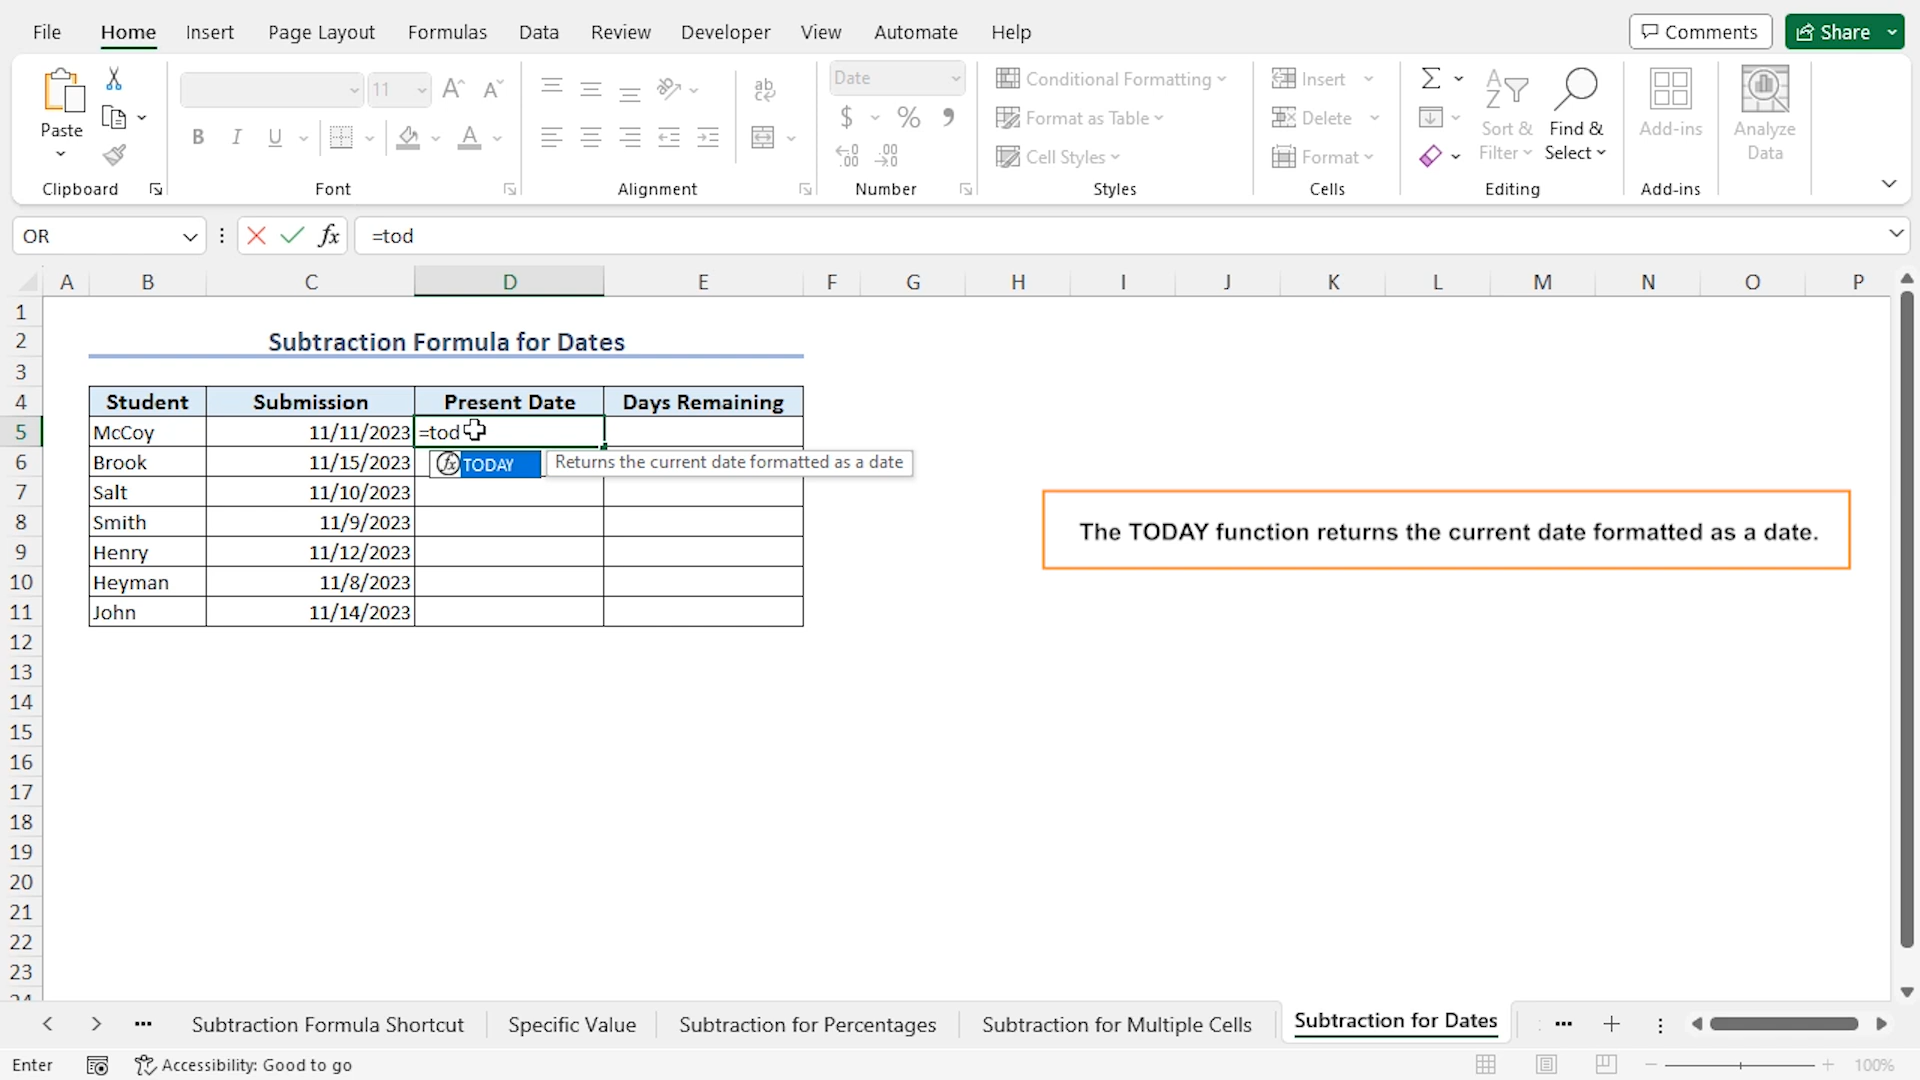 File Home Insert Page Layout Formulas Data Review Developer View Automate Help Comments Share
Paste
11
B I U A
ab
Date
$ % 9
Conditional Formatting
Format as Table
Cell Styles
Insert
Delete
Format
Sort & Filter
Find & Select
Add-ins
Analyze Data
Clipboard Font Alignment Number Styles Cells Editing Add-ins
OR fx =tod
A B C D E F G H I J K L M N O P
1
2 Subtraction Formula for Dates
3
4 Student Submission Present Date Days Remaining
5 McCoy 11/11/2023 =tod
6 Brook 11/15/2023 fx TODAY Returns the current date formatted as a date
7 Salt 11/10/2023
8 Smith 11/9/2023
The TODAY function returns the current date formatted as a date.
9 Henry 11/12/2023
10 Heyman 11/8/2023
11 John 11/14/2023
12
13
14
15
16
17
18
19
20
21
22
23
24
Subtraction Formula Shortcut Specific Value Subtraction for Percentages Subtraction for Multiple Cells Subtraction for Dates
Enter Accessibility: Good to go 100%